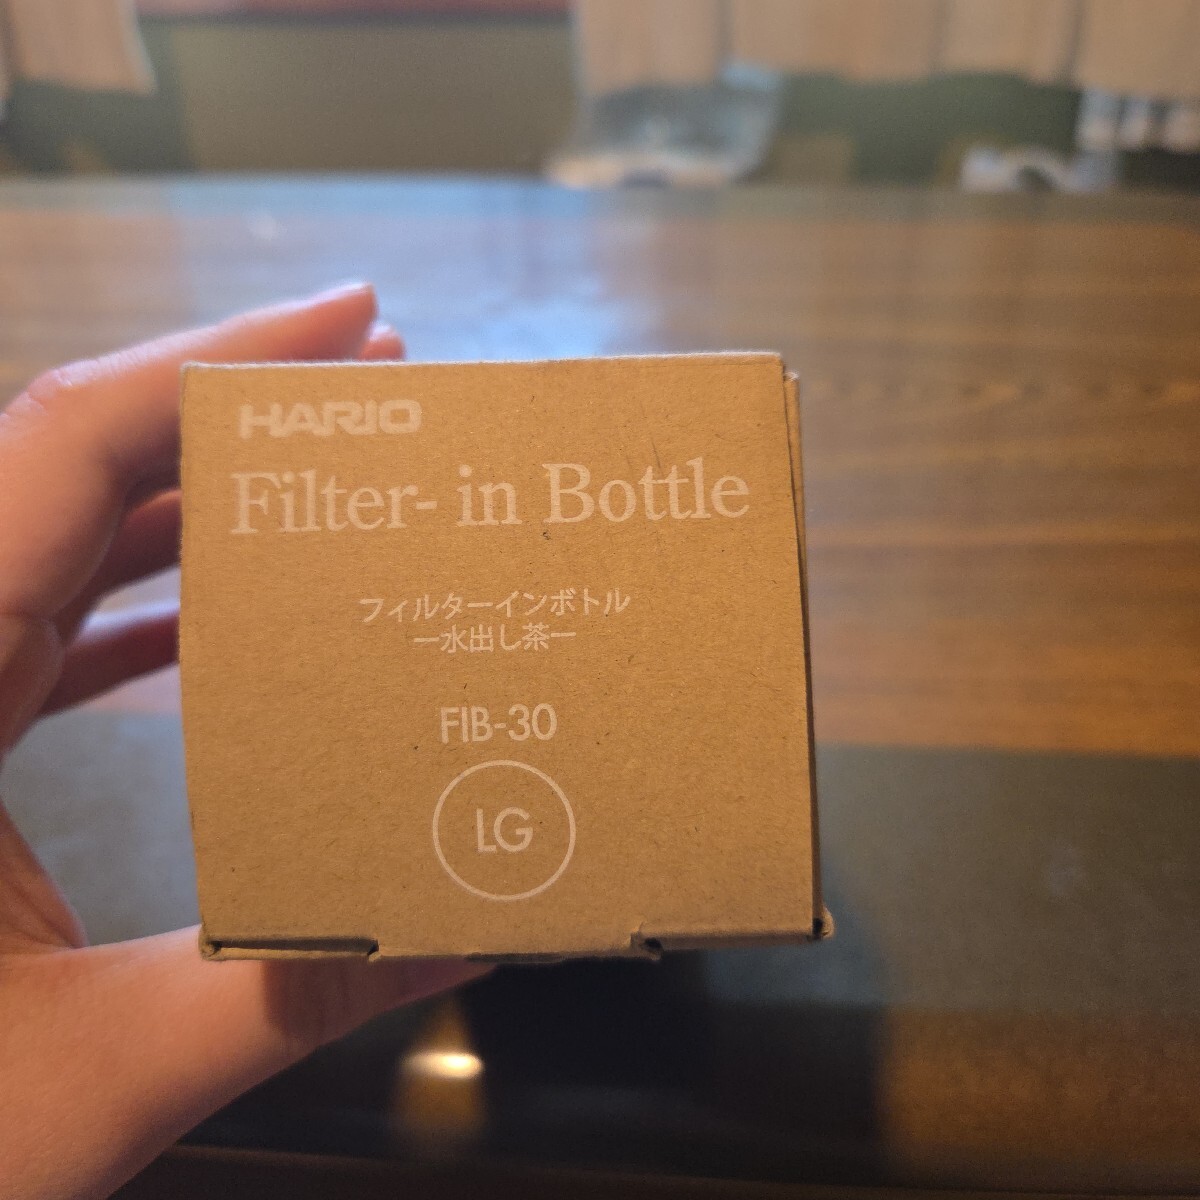 HARIO
Filter- in Bottle
フィルターインボトル
ー水出し茶ー
FIB-30
LG